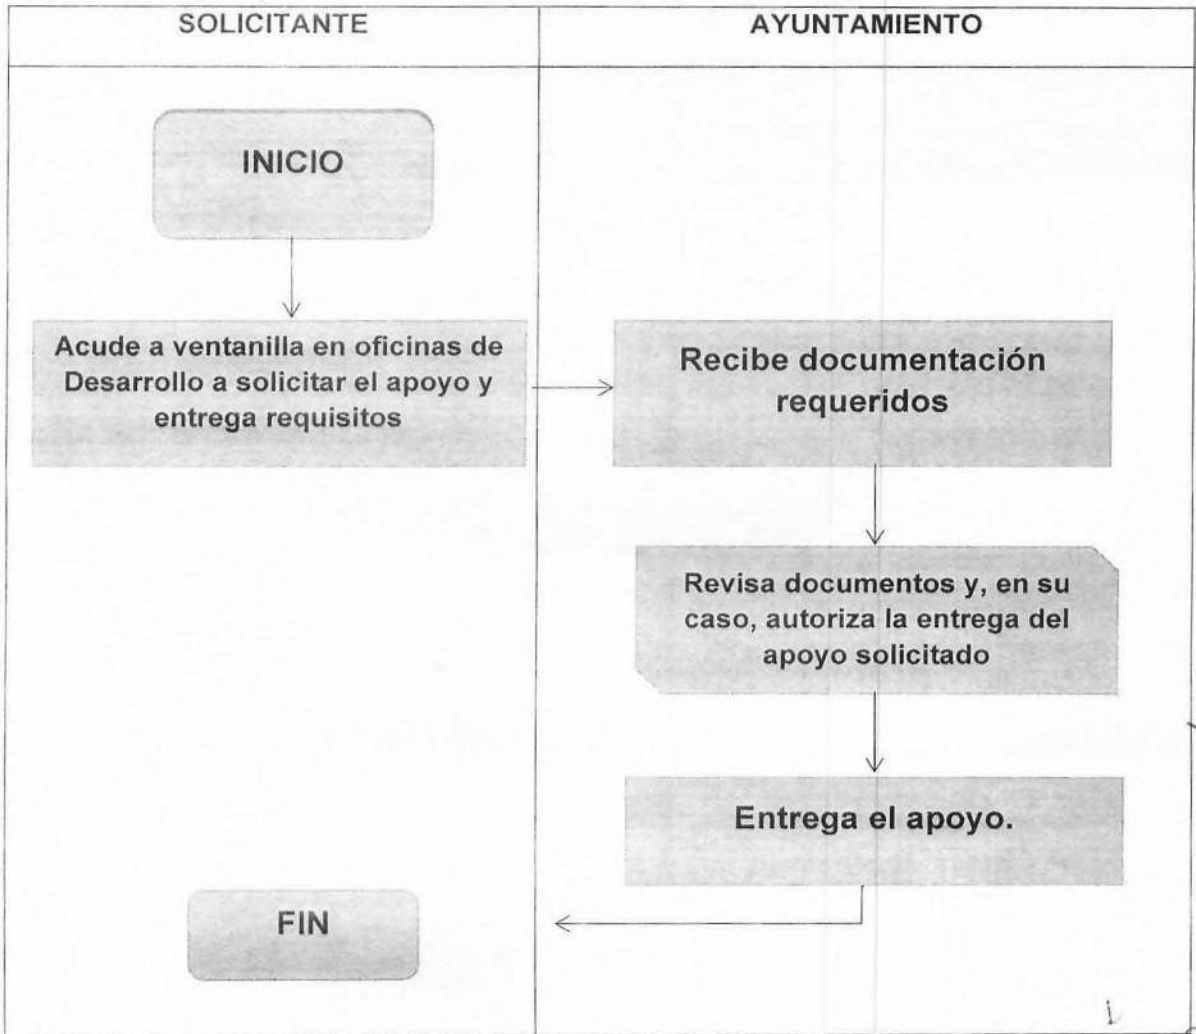 SOLICITANTE
AYUNTAMIENTO
INICIO
Acude a ventanilla en oficinas de
Desarrollo a solicitar el apoyo y
entrega requisitos
Recibe documentación
requeridos
Revisa documentos y, en su
caso, autoriza la entrega del
apoyo solicitado
Entrega el apoyo.
FIN